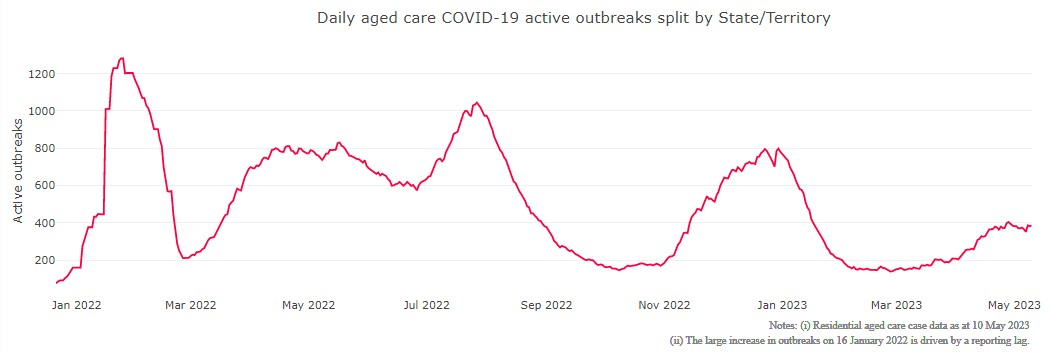 Daily aged care COVID-19 active outbreaks split by State/Territory
Active outbreaks
1200
1000
800
600
400
200
Jan 2022 Mar 2022 May 2022 Jul 2022 Sep 2022 Nov 2022 Jan 2023 Mar 2023 May 2023
Notes: (i) Residential aged care case data as at 10 May 2023
(ii) The large increase in outbreaks on 16 January 2022 is driven by a reporting lag.